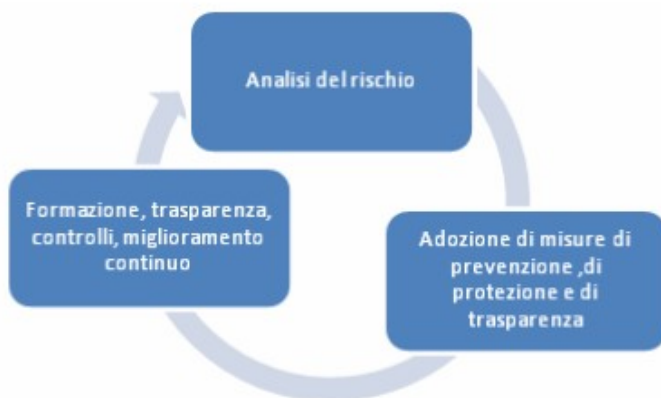 Analisi del rischio
Formazione, trasparenza,
controlli, miglioramento
continuo
Adozione di misure di
prevenzione ,di
protezione e di
trasparenza